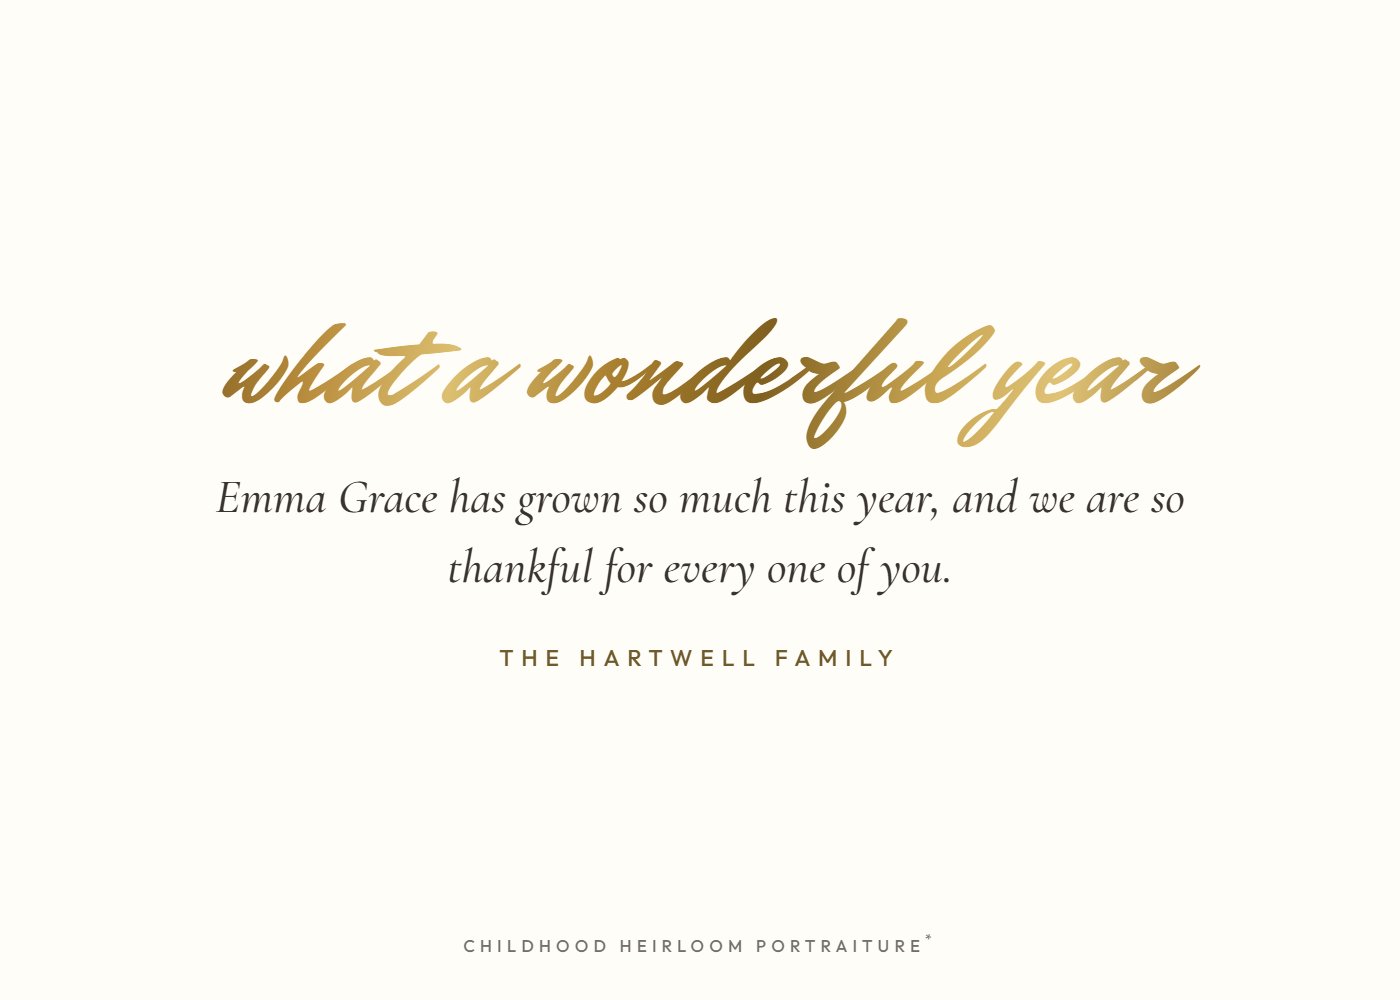 what a wonderful year
Emma Grace has grown so much this year, and we are so
thankful for every one of you.
THE HARTWELL FAMILY
CHILDHOOD HEIRLOOM PORTRAITURE*